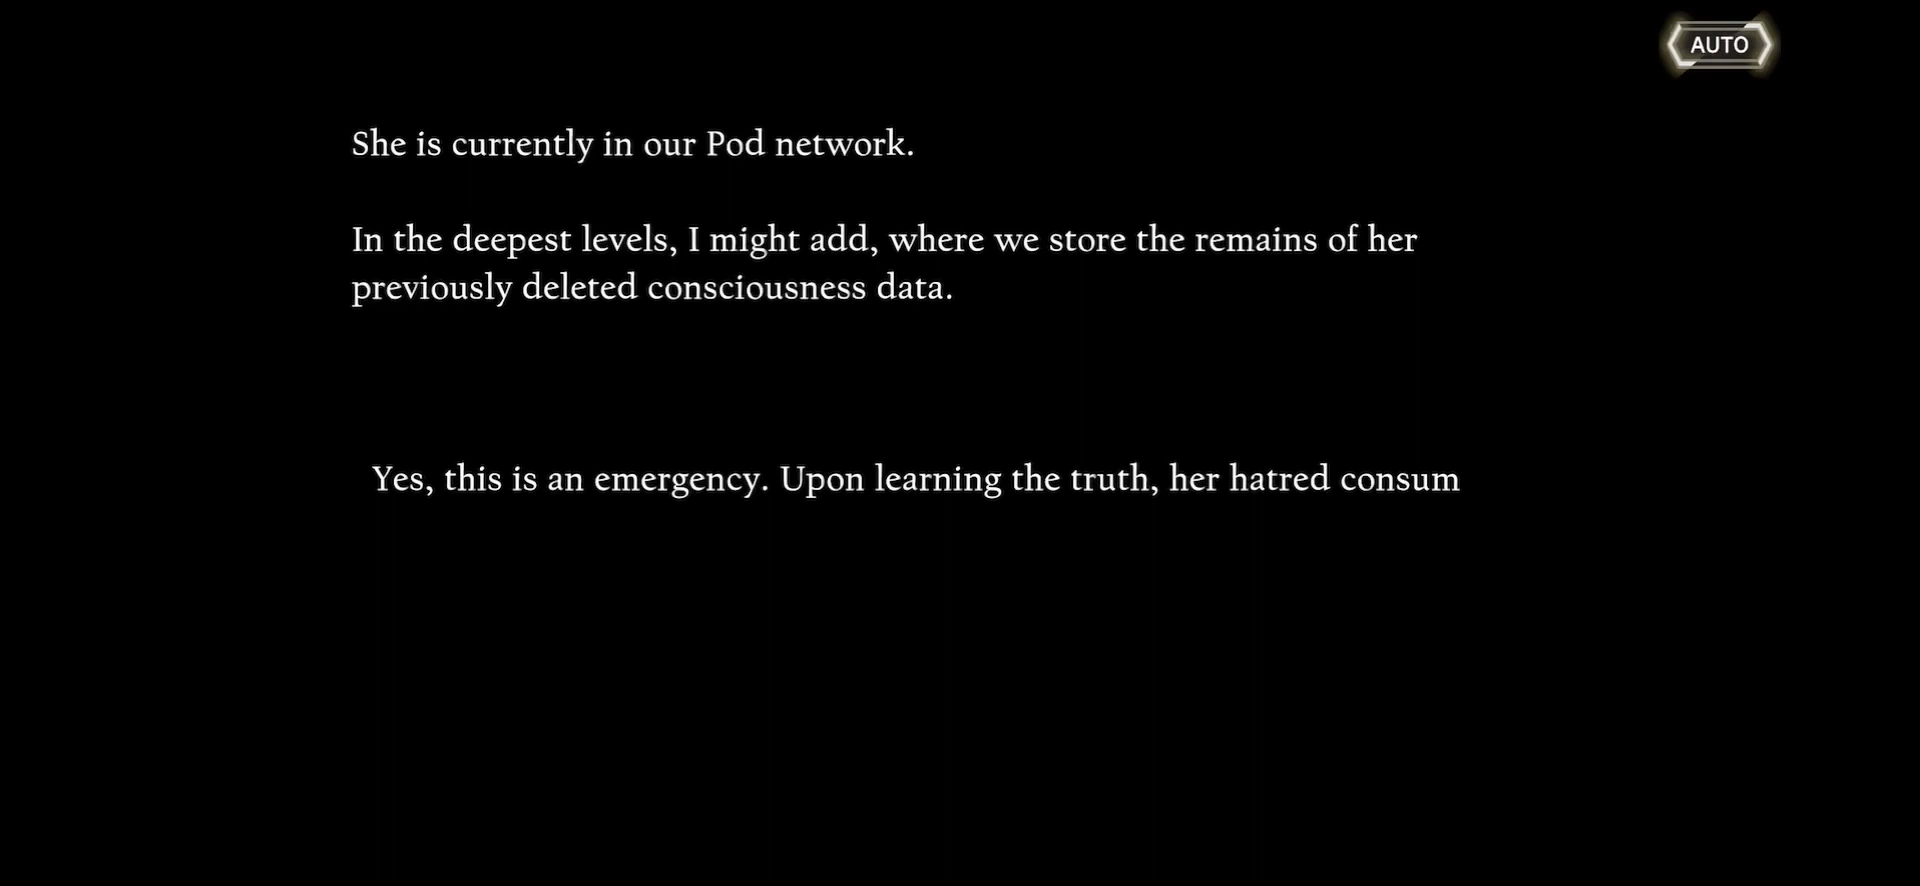 AUTO
She is currently in our Pod network.
In the deepest levels, I might add, where we store the remains of her
previously deleted consciousness data.
Yes, this is an emergency. Upon learning the truth, her hatred consum